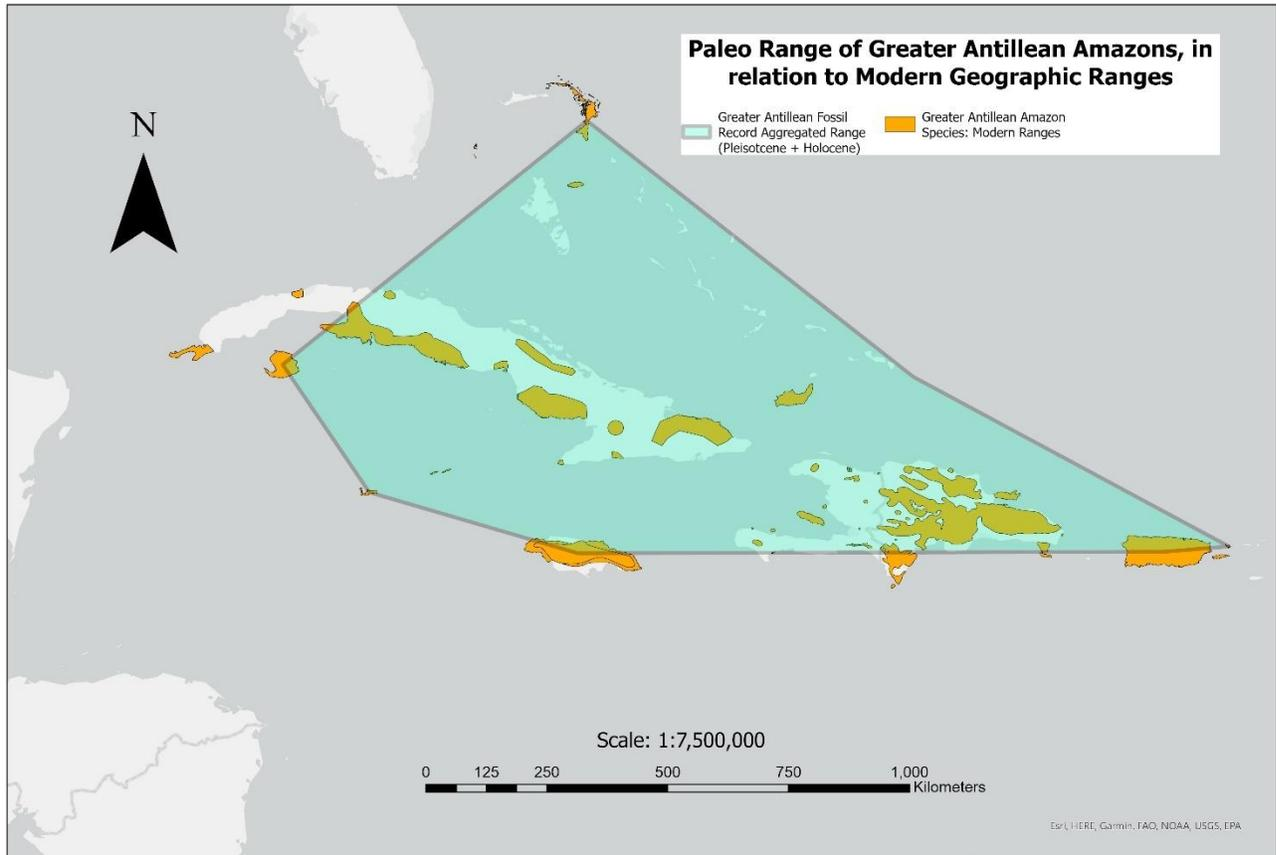 Paleo Range of Greater Antillean Amazons, in
relation to Modern Geographic Ranges
Greater Antillean Fossil
Record Aggregated Range
(Pleisotcene + Holocene)
Greater Antillean Amazon
Species: Modern Ranges
N
Scale: 1:7,500,000
0 125 250 500 750 1,000
Kilometers
Esri, HERE, Garmin, FAO, NOAA, USGS, EPA